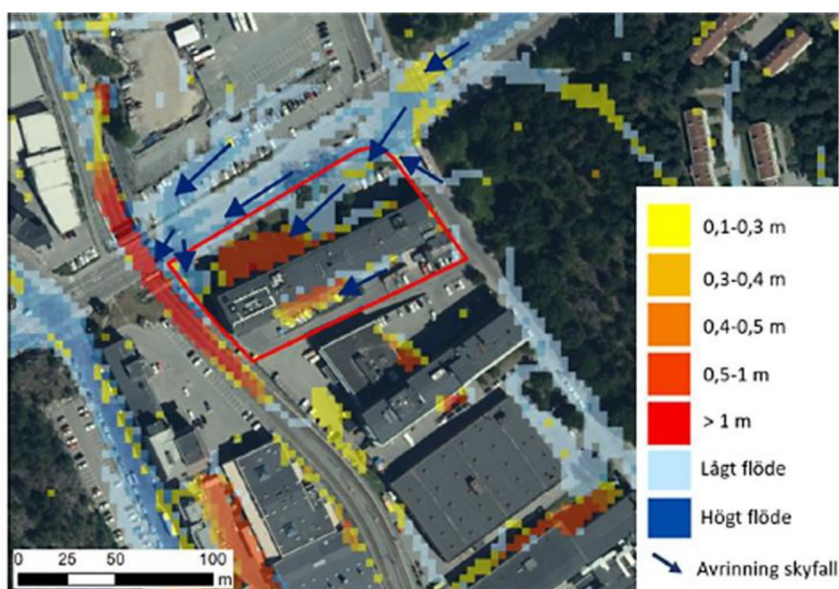 0,1-0,3 m
0,3-0,4 m
0,4-0,5 m
0,5-1 m
> 1 m
Lågt flöde
Högt flöde
Avrinning skyfall
0 25 50 100
m